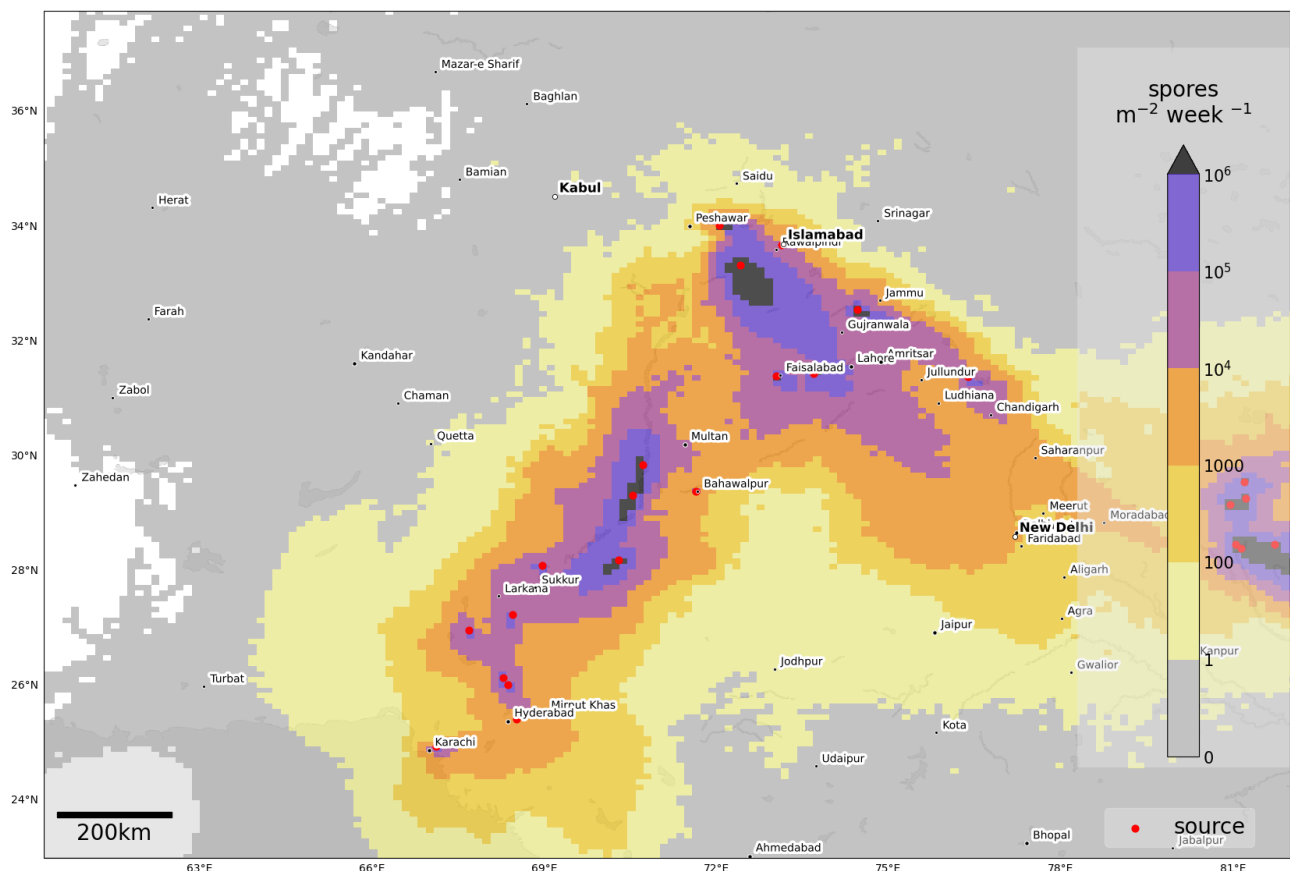 36°N
34°N
32°N
30°N
28°N
26°N
24°N
63°E
66°E
69°E
72°E
75°E
78°E
81°E
Mazar-e Sharif
Baghlan
Bamian
Kabul
Saidu
Herat
Peshawar
Srinagar
Islamabad
Rawalpindi
Farah
Jammu
Gujranwala
Kandahar
Lahore
Amritsar
Faisalabad
Jullundur
Zabol
Chaman
Ludhiana
Chandigarh
Quetta
Multan
Saharanpur
Zahedan
Bahawalpur
Meerut
Moradabad
New Delhi
Faridabad
Sukkur
Larkana
Aligarh
Agra
Jaipur
Kanpur
Turbat
Jodhpur
Gwalior
Mirput Khas
Hyderabad
Kota
Karachi
Udaipur
Ahmedabad
Bhopal
Jabalpur
spores
m⁻² week ⁻¹
10⁶
10⁵
10⁴
1000
100
1
0
200km
source